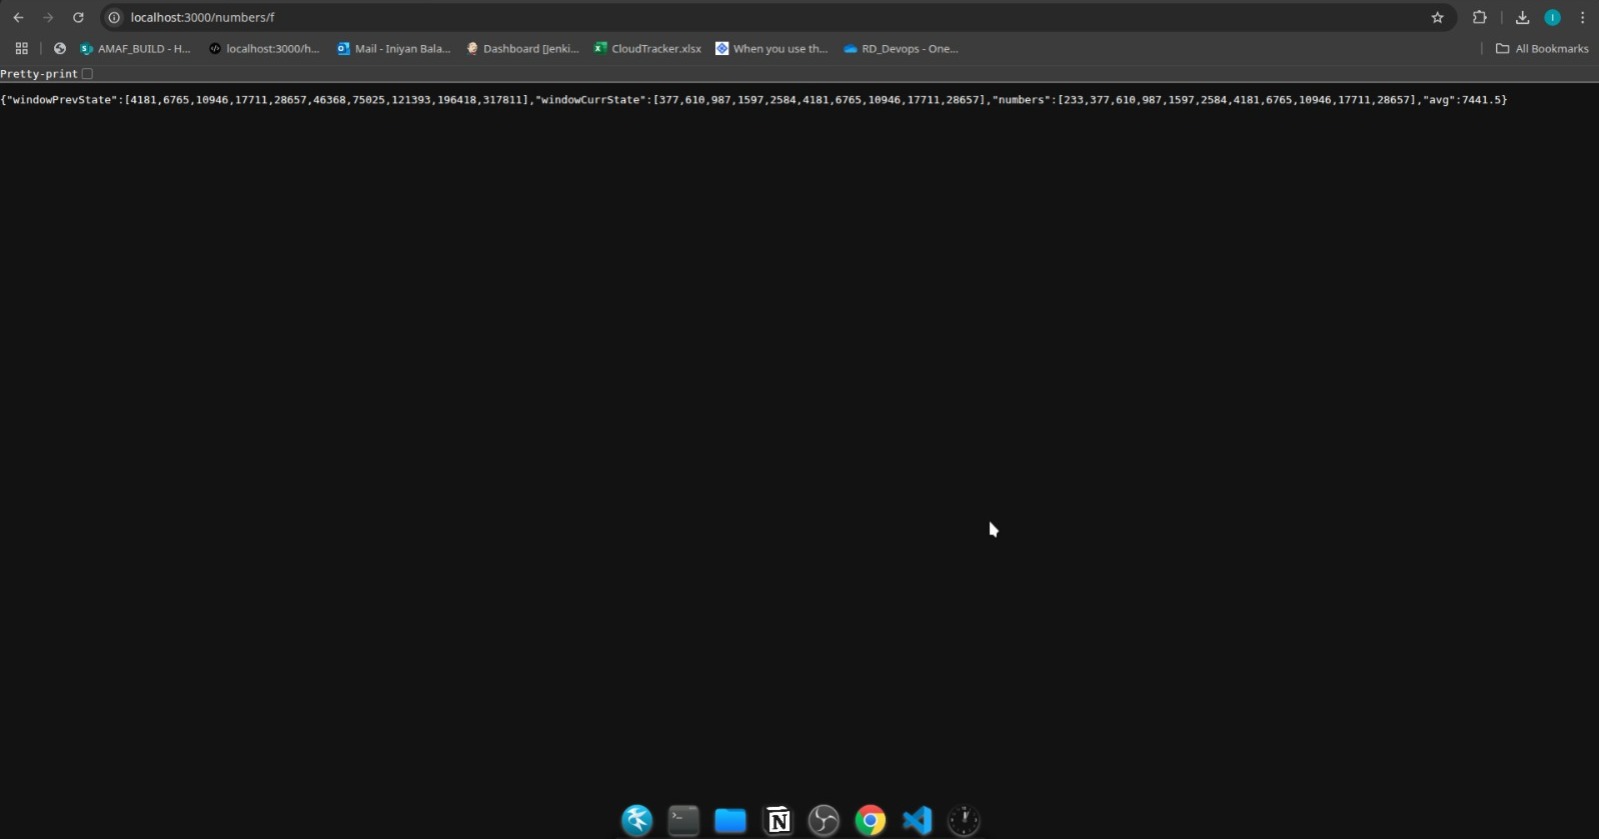 localhost:3000/numbers/f
AMAF_BUILD - H... localhost:3000/h... Mail - Iniyan Bala... Dashboard [Jenki... CloudTracker.xlsx When you use th... RD_Devops - One... All Bookmarks
Pretty-print
{"windowPrevState":[4181,6765,10946,17711,28657,46368,75025,121393,196418,317811],"windowCurrState":[377,610,987,1597,2584,4181,6765,10946,17711,28657],"numbers":[233,377,610,987,1597,2584,4181,6765,10946,17711,28657],"avg":7441.5}